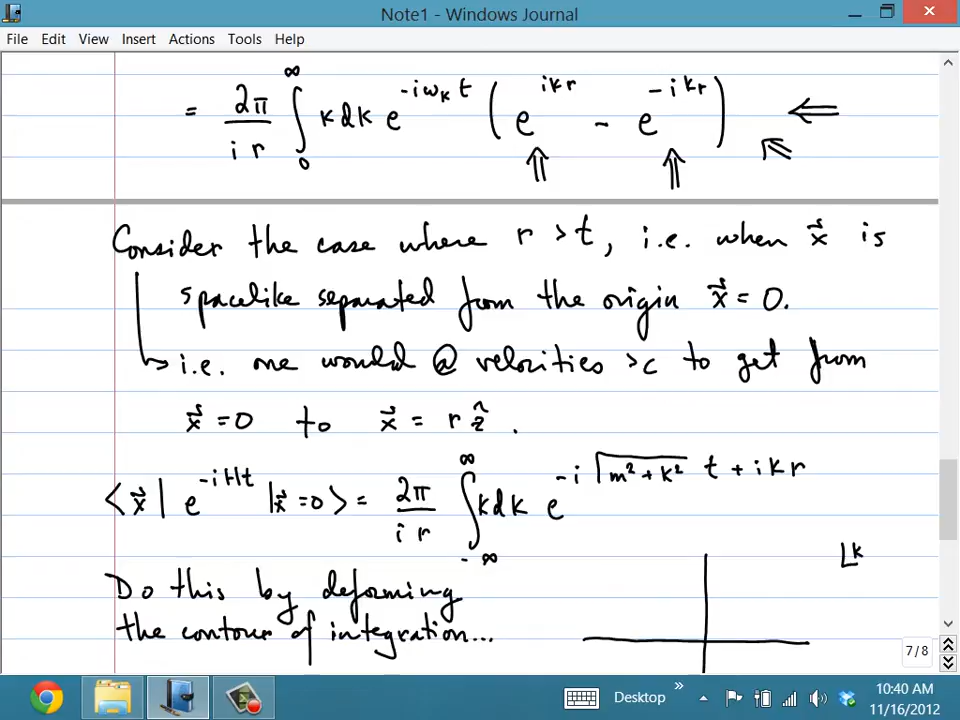 Note1 - Windows Journal
File Edit View Insert Actions Tools Help
= 2π/(i r) ∫₀^∞ k dk e^{-iω_k t} (e^{ikr} - e^{-ikr}) ⇐
Consider the case where r > t, i.e. when x⃗ is
spacelike separated from the origin x⃗ = 0.
↳ i.e. one would @ velocities >c to get from
x⃗ = 0 to x⃗ = r ẑ.
⟨x⃗| e^{-iHt} |x⃗=0⟩ = 2π/(i r) ∫_{-∞}^{∞} k dk e^{-i√(m²+k²) t + ikr}
k
Do this by deforming
the contour of integration...
7/8
Desktop
10:40 AM
11/16/2012